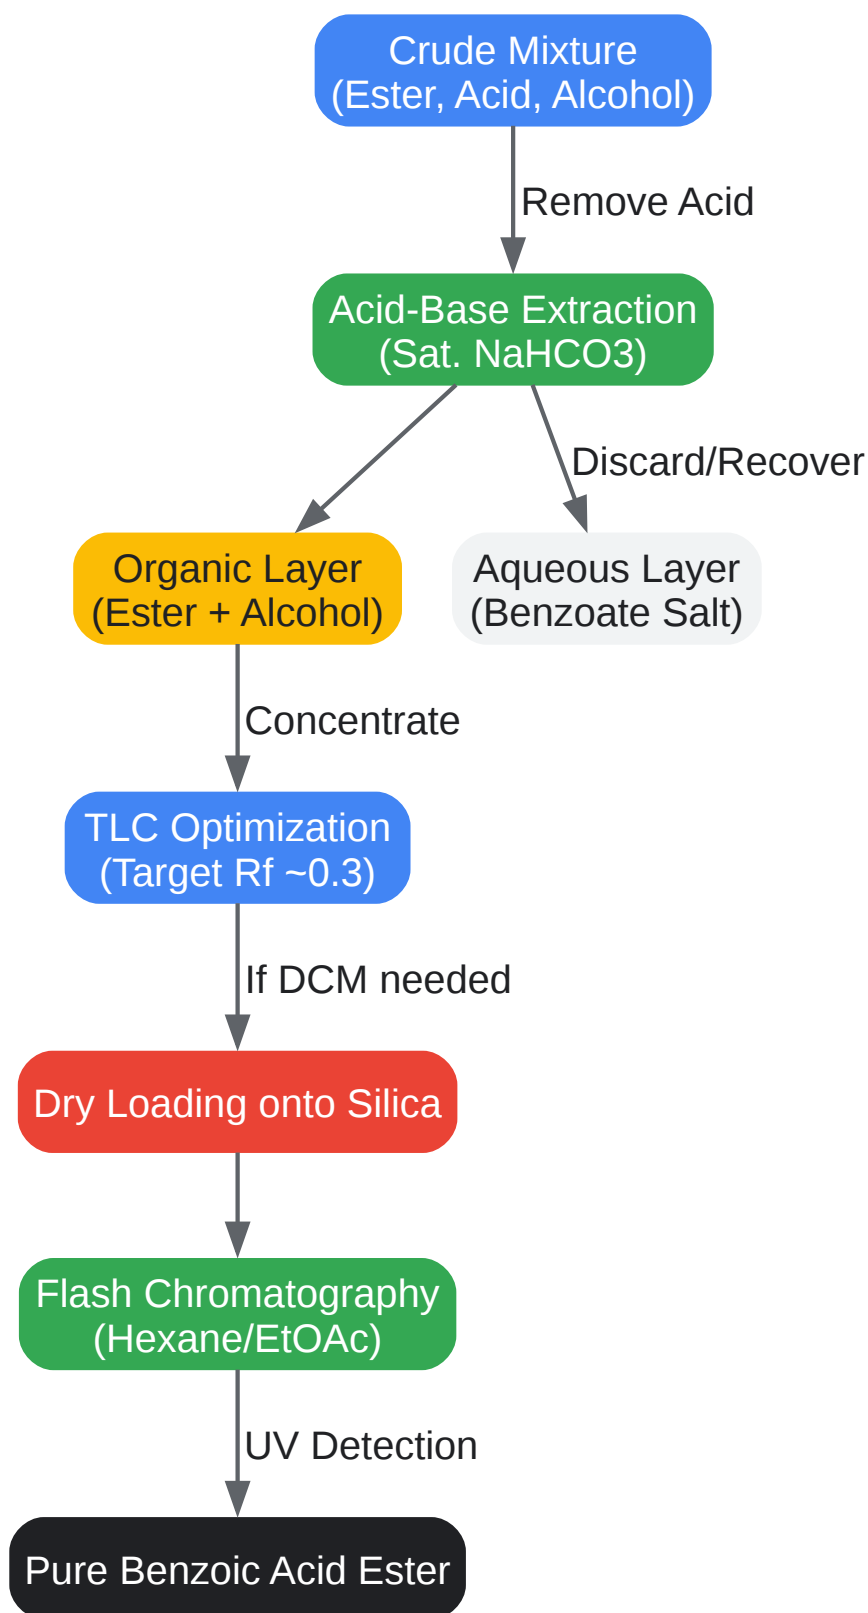 Crude Mixture
(Ester, Acid, Alcohol)
Remove Acid
Acid-Base Extraction
(Sat. NaHCO3)
Discard/Recover
Organic Layer
(Ester + Alcohol)
Aqueous Layer
(Benzoate Salt)
Concentrate
TLC Optimization
(Target Rf ~0.3)
If DCM needed
Dry Loading onto Silica
Flash Chromatography
(Hexane/EtOAc)
UV Detection
Pure Benzoic Acid Ester